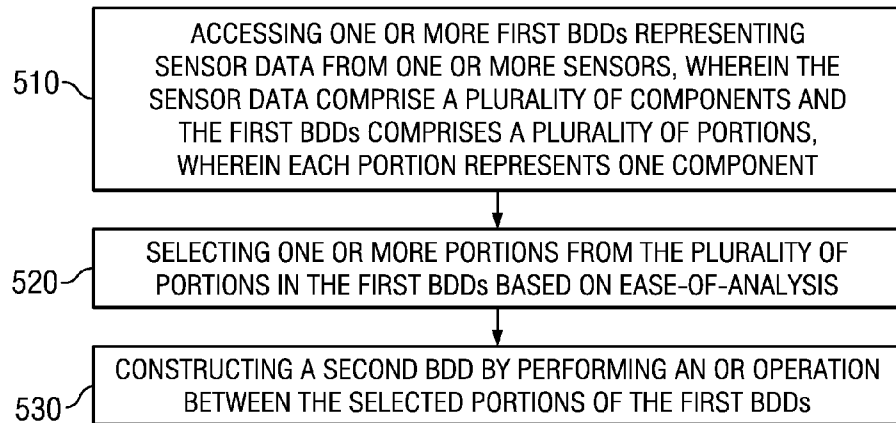 510
ACCESSING ONE OR MORE FIRST BDDs REPRESENTING
SENSOR DATA FROM ONE OR MORE SENSORS, WHEREIN THE
SENSOR DATA COMPRISE A PLURALITY OF COMPONENTS AND
THE FIRST BDDs COMPRISES A PLURALITY OF PORTIONS,
WHEREIN EACH PORTION REPRESENTS ONE COMPONENT
520
SELECTING ONE OR MORE PORTIONS FROM THE PLURALITY OF
PORTIONS IN THE FIRST BDDs BASED ON EASE-OF-ANALYSIS
530
CONSTRUCTING A SECOND BDD BY PERFORMING AN OR OPERATION
BETWEEN THE SELECTED PORTIONS OF THE FIRST BDDs